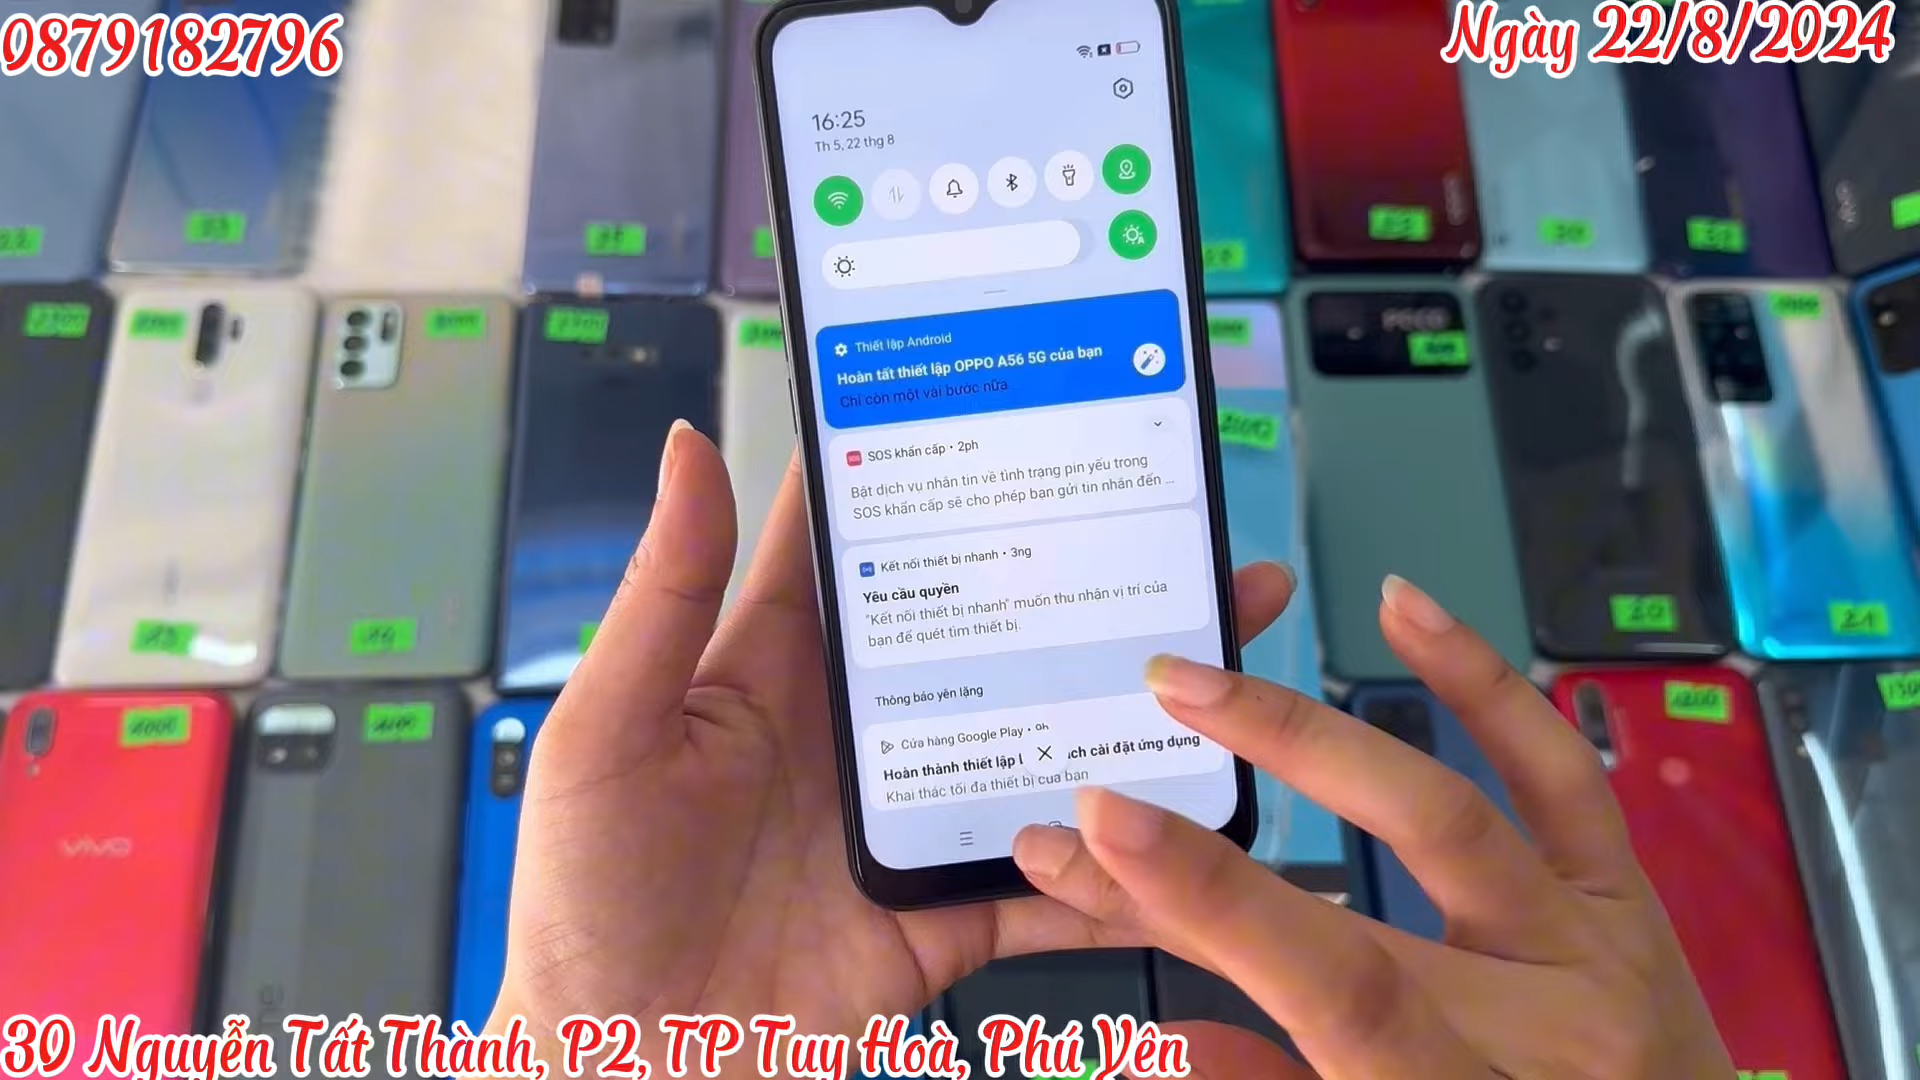 0879182796
Ngày 22/8/2024
16:25
Th 5, 22 thg 8
Thiết lập Android
Hoàn tất thiết lập OPPO A56 5G của bạn
Chỉ còn một vài bước nữa
SOS khẩn cấp • 2ph
Bật dịch vụ nhắn tin về tình trạng pin yếu trong
SOS khẩn cấp sẽ cho phép bạn gửi tin nhắn đến ...
Kết nối thiết bị nhanh • 3ng
Yêu cầu quyền
"Kết nối thiết bị nhanh" muốn thu nhận vị trí của
bạn để quét tìm thiết bị.
Thông báo yên lặng
Cửa hàng Google Play •
Hoàn thành thiết lập
cài đặt ứng dụng
Khai thác tối đa thiết bị của bạn
POCO
20
21
vivo
30 Nguyễn Tất Thành, P2, TP Tuy Hoà, Phú Yên